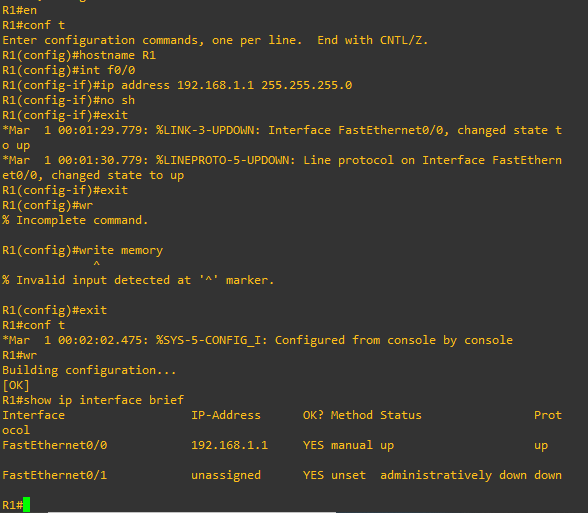 R1#en
R1#conf t
Enter configuration commands, one per line.  End with CNTL/Z.
R1(config)#hostname R1
R1(config)#int f0/0
R1(config-if)#ip address 192.168.1.1 255.255.255.0
R1(config-if)#no sh
R1(config-if)#exit
*Mar  1 00:01:29.779: %LINK-3-UPDOWN: Interface FastEthernet0/0, changed state t
o up
*Mar  1 00:01:30.779: %LINEPROTO-5-UPDOWN: Line protocol on Interface FastEthern
et0/0, changed state to up
R1(config-if)#exit
R1(config)#wr
% Incomplete command.
R1(config)#write memory
^
% Invalid input detected at '^' marker.
R1(config)#exit
R1#conf t
*Mar  1 00:02:02.475: %SYS-5-CONFIG_I: Configured from console by console
R1#wr
Building configuration...
[OK]
R1#show ip interface brief
Interface                  IP-Address      OK? Method Status                Prot
ocol
FastEthernet0/0            192.168.1.1     YES manual up                    up
FastEthernet0/1            unassigned      YES unset  administratively down down
R1#